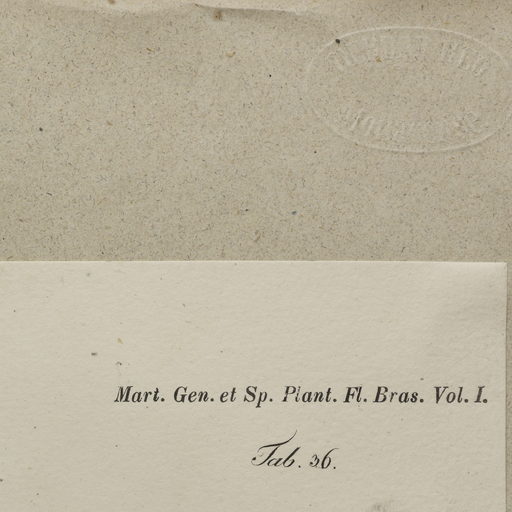 Mart. Gen. et Sp. Plant. Fl. Bras. Vol. I.
Tab. 36.